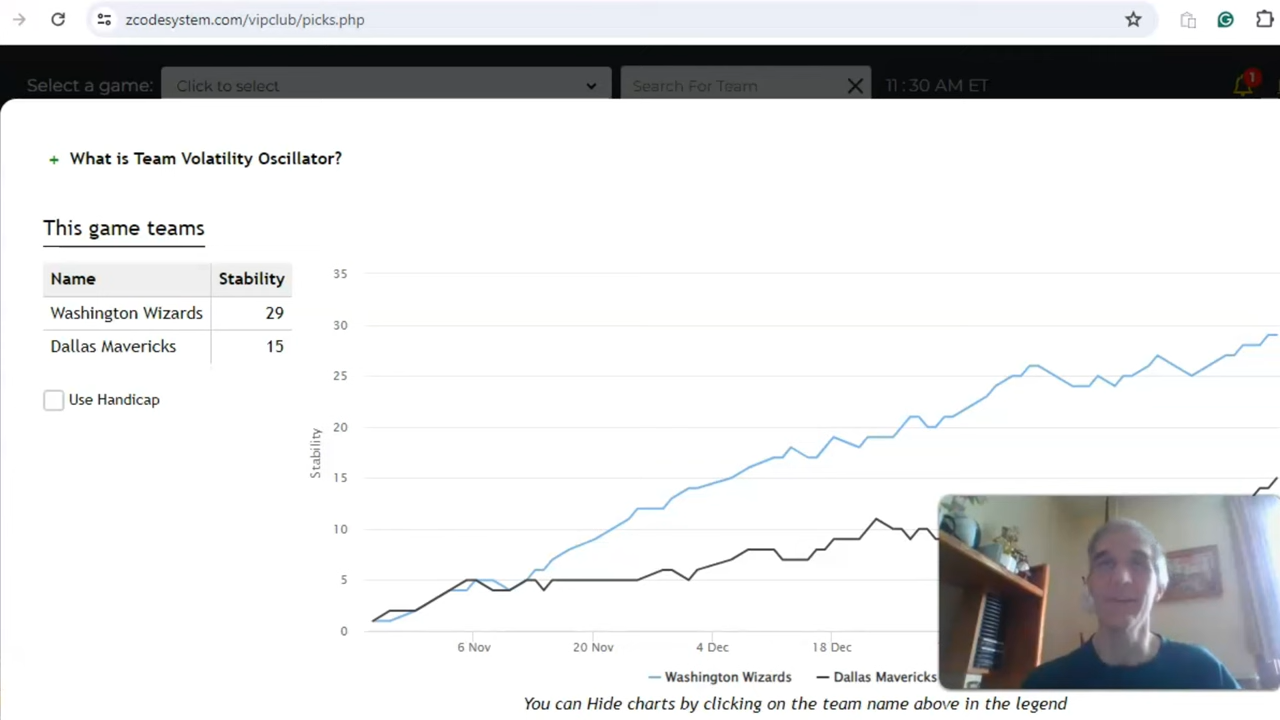 zcodesystem.com/vipclub/picks.php
Select a game: Click to select Search For Team 11:30 AM ET 1
+ What is Team Volatility Oscillator?
This game teams
Name Stability
Washington Wizards 29
Dallas Mavericks 15
Use Handicap
Stability
35
30
25
20
15
10
5
0
6 Nov 20 Nov 4 Dec 18 Dec
Washington Wizards Dallas Mavericks
You can Hide charts by clicking on the team name above in the legend